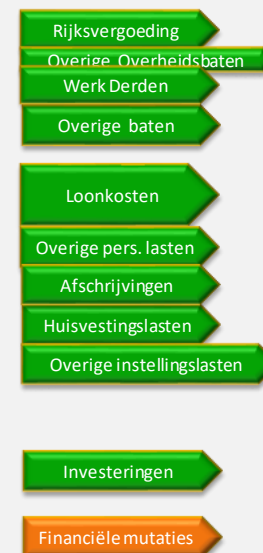 Rijksvergoeding
Overige Overheidsbaten
Werk Derden
Overige baten
Loonkosten
Overige pers. lasten
Afschrijvingen
Huisvestingslasten
Overige instellingslasten
Investeringen
Financiële mutaties